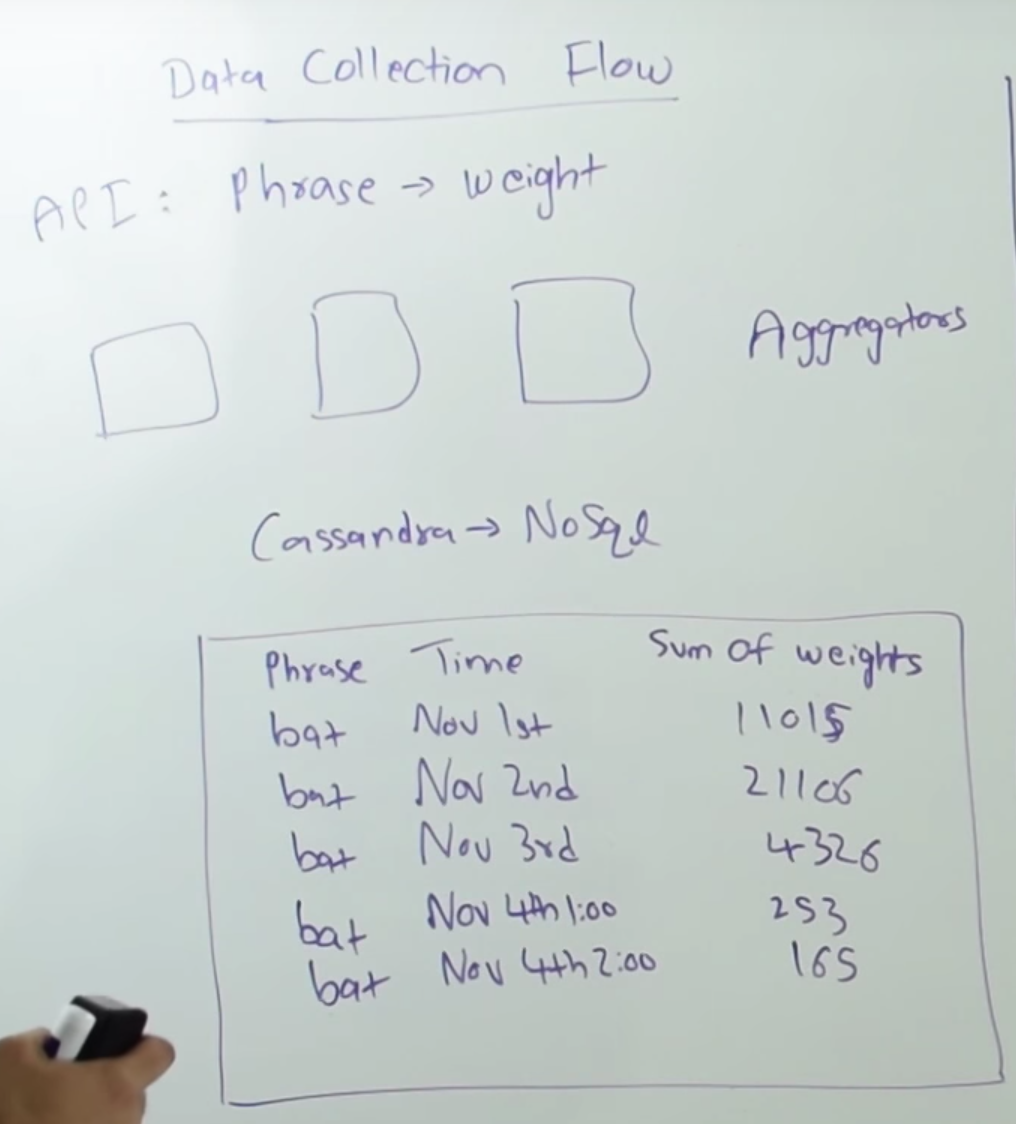 Data Collection Flow
API: Phrase → weight
Aggregators
Cassandra → NoSql
Phrase Time Sum of weights
bat Nov 1st 11015
bat Nov 2nd 21106
bat Nov 3rd 4326
bat Nov 4th 1:00 253
bat Nov 4th 2:00 165